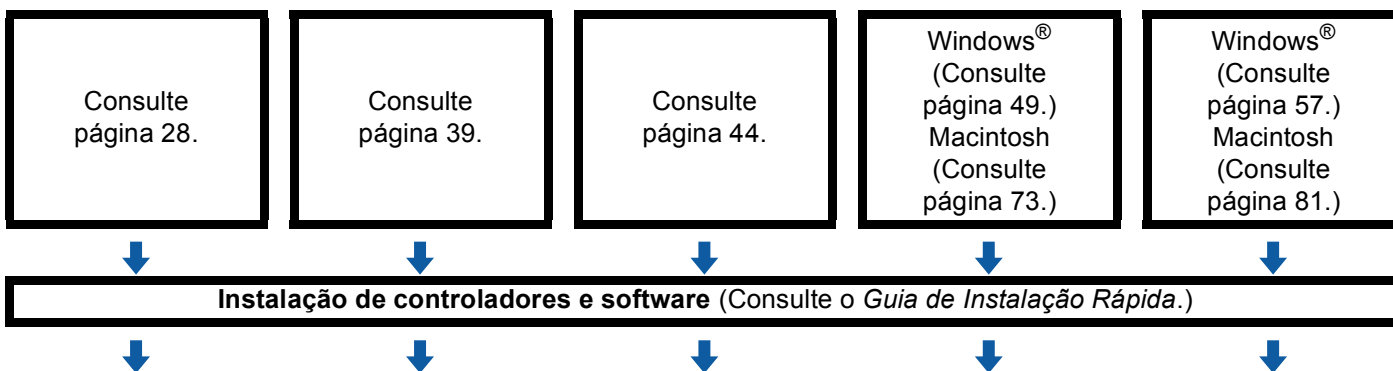 Consulte
página 28.
Consulte
página 39.
Consulte
página 44.
Windows®
(Consulte
página 49.)
Macintosh
(Consulte
página 73.)
Windows®
(Consulte
página 57.)
Macintosh
(Consulte
página 81.)
Instalação de controladores e software (Consulte o Guia de Instalação Rápida.)